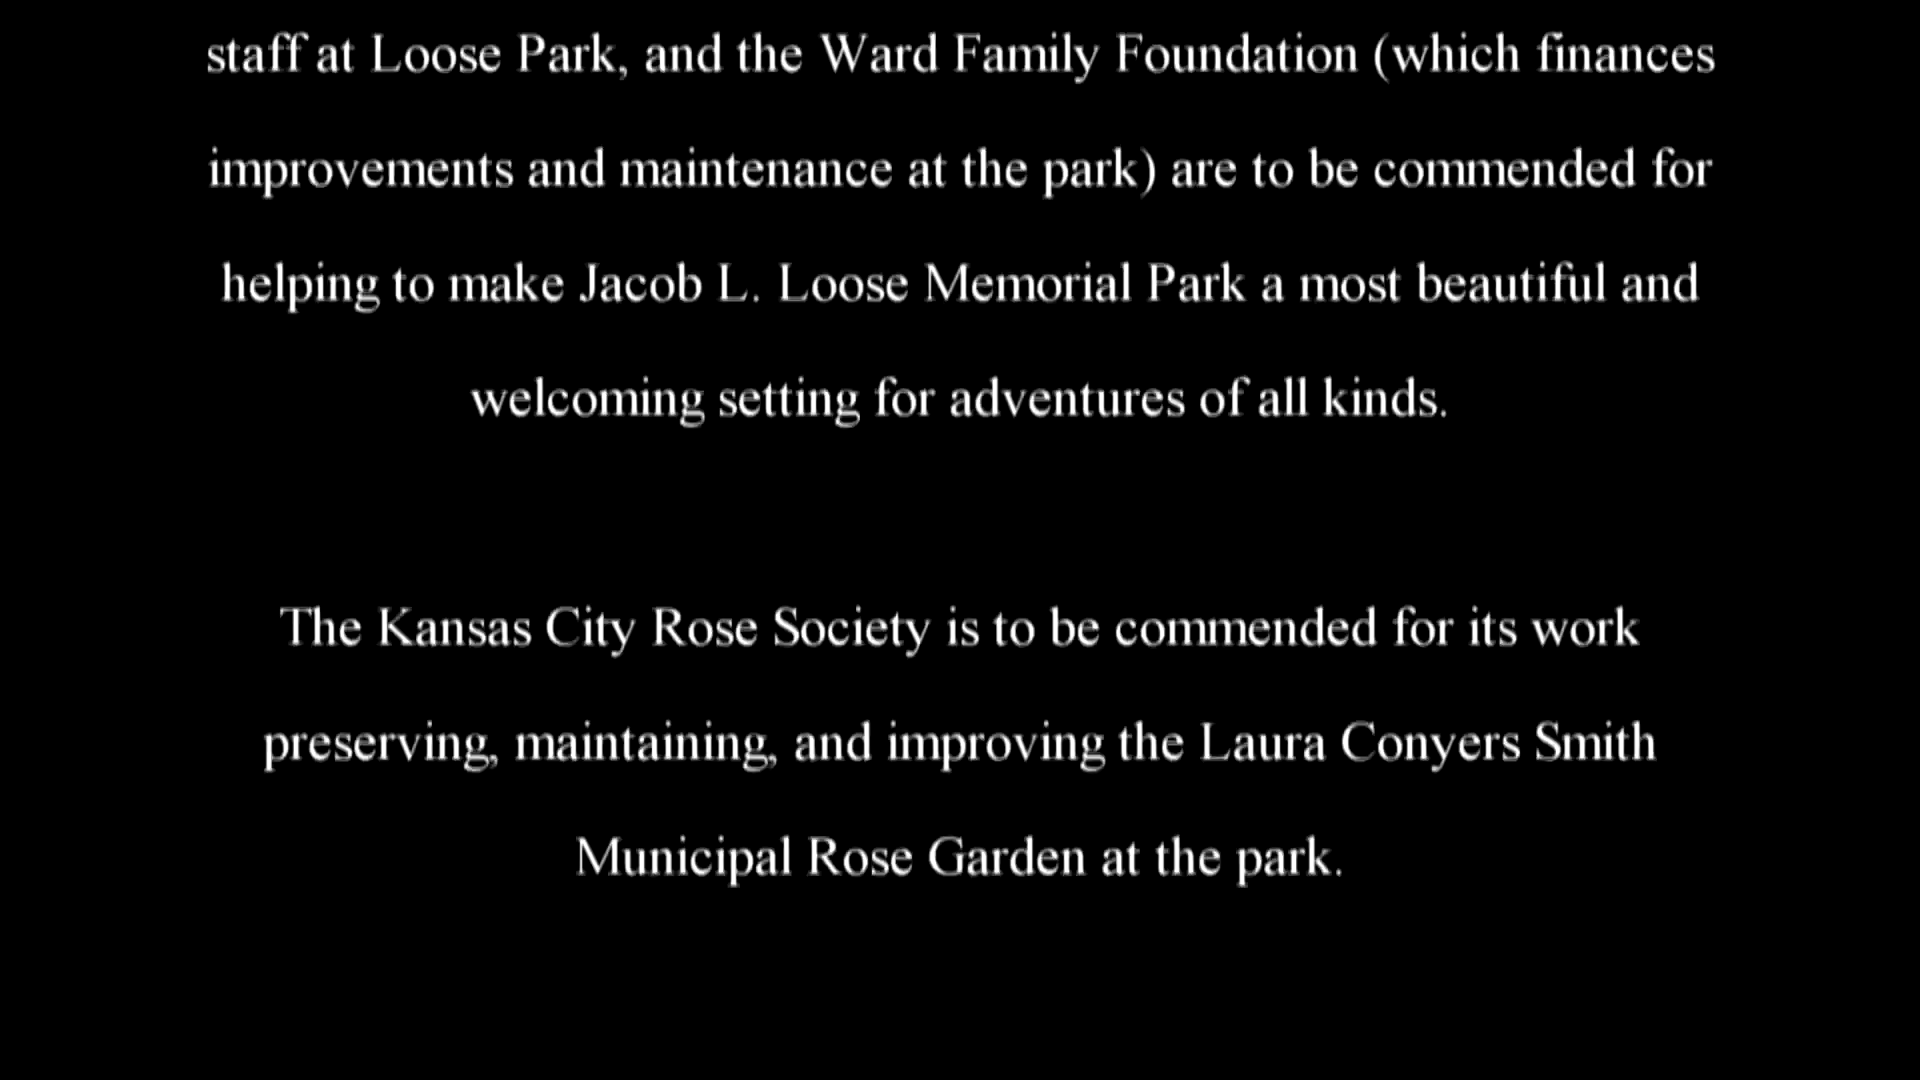 staff at Loose Park, and the Ward Family Foundation (which finances
improvements and maintenance at the park) are to be commended for
helping to make Jacob L. Loose Memorial Park a most beautiful and
welcoming setting for adventures of all kinds.
The Kansas City Rose Society is to be commended for its work
preserving, maintaining, and improving the Laura Conyers Smith
Municipal Rose Garden at the park.